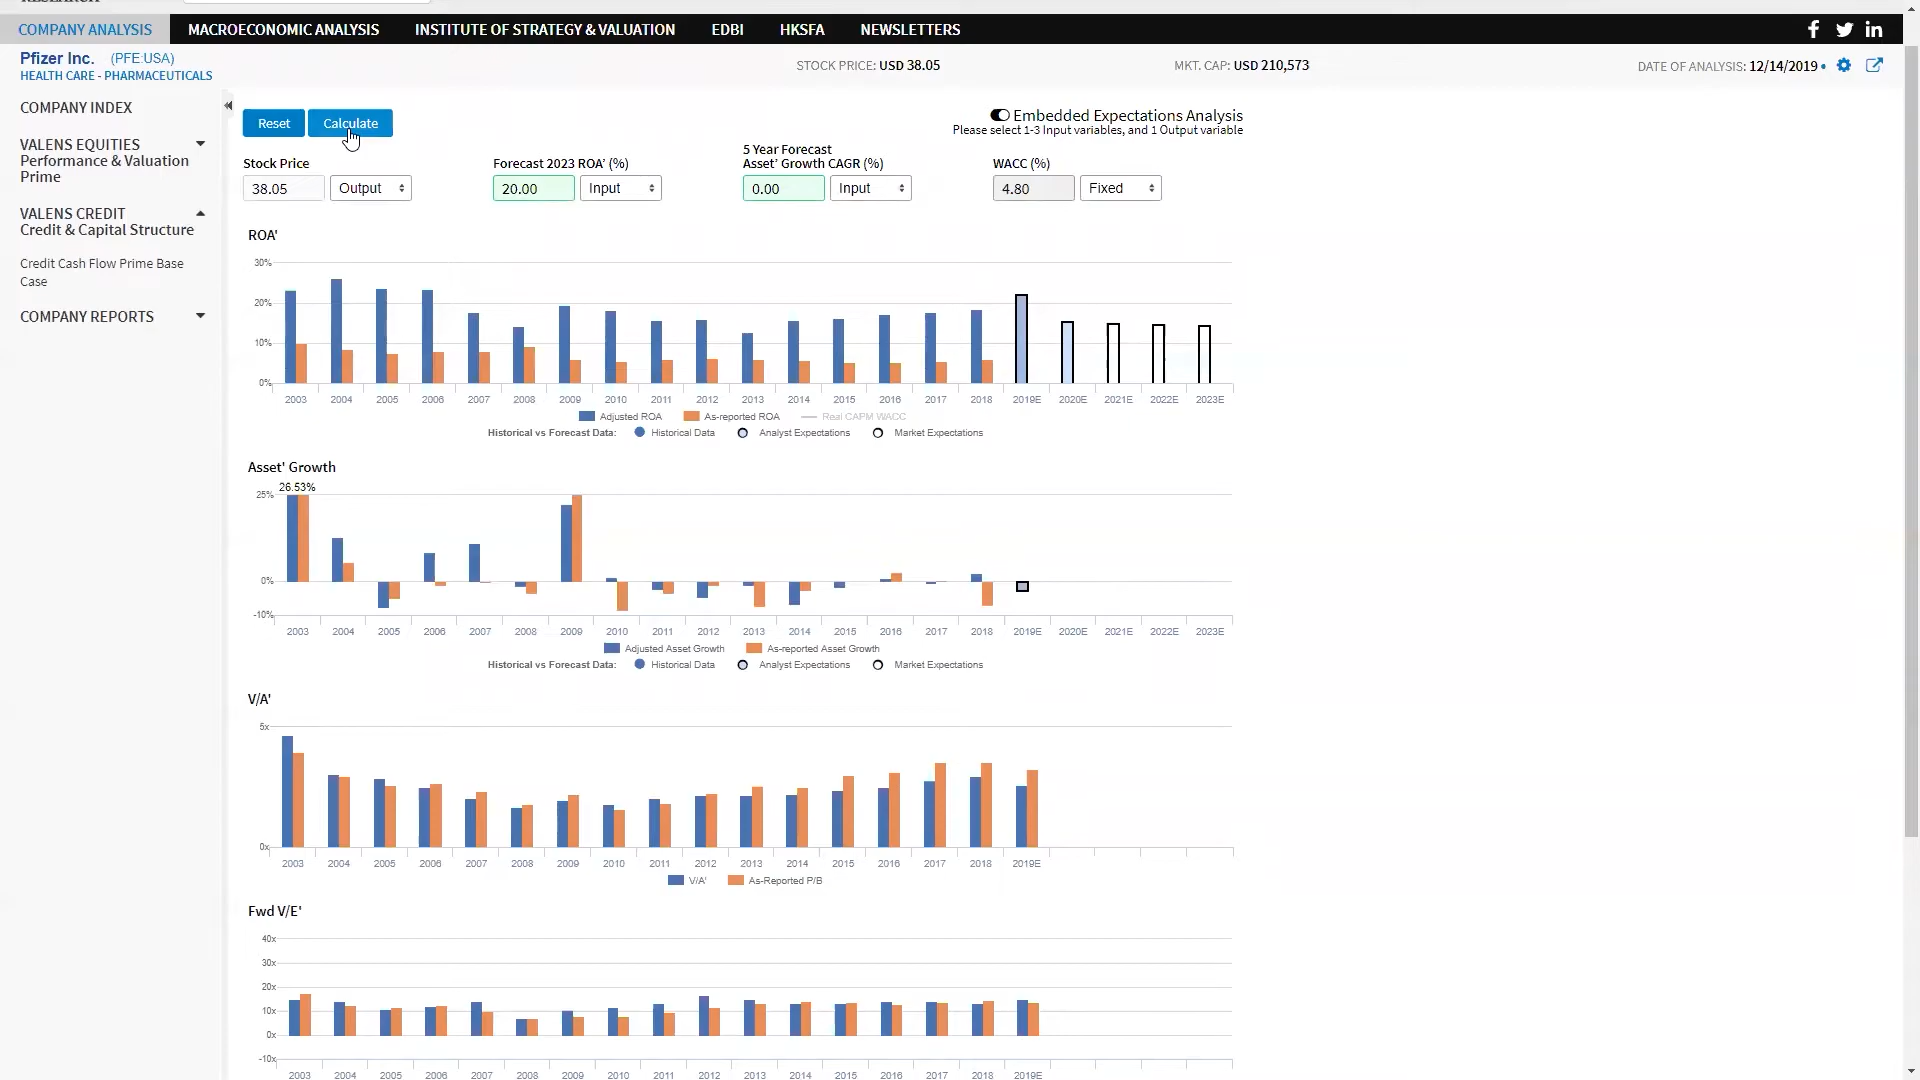 RESEARCH
COMPANY ANALYSIS MACROECONOMIC ANALYSIS INSTITUTE OF STRATEGY & VALUATION EDBI HKSFA NEWSLETTERS
Pfizer Inc. (PFE:USA)
HEALTH CARE - PHARMACEUTICALS
STOCK PRICE: USD 38.05
MKT. CAP: USD 210,573
DATE OF ANALYSIS: 12/14/2019
COMPANY INDEX
VALENS EQUITIES
Performance & Valuation
Prime
VALENS CREDIT
Credit & Capital Structure
Credit Cash Flow Prime Base
Case
COMPANY REPORTS
Reset Calculate
Embedded Expectations Analysis
Please select 1-3 Input variables, and 1 Output variable
Stock Price
38.05 Output
Forecast 2023 ROA' (%)
20.00 Input
5 Year Forecast
Asset' Growth CAGR (%)
0.00 Input
WACC (%)
4.80 Fixed
ROA'
30%
20%
10%
0%
2003 2004 2005 2006 2007 2008 2009 2010 2011 2012 2013 2014 2015 2016 2017 2018 2019E 2020E 2021E 2022E 2023E
Adjusted ROA As-reported ROA Real CAPM WACC
Historical vs Forecast Data: Historical Data Analyst Expectations Market Expectations
Asset' Growth
26.53%
25%
0%
-10%
2003 2004 2005 2006 2007 2008 2009 2010 2011 2012 2013 2014 2015 2016 2017 2018 2019E 2020E 2021E 2022E 2023E
Adjusted Asset Growth As-reported Asset Growth
Historical vs Forecast Data: Historical Data Analyst Expectations Market Expectations
V/A'
5x
0x
2003 2004 2005 2006 2007 2008 2009 2010 2011 2012 2013 2014 2015 2016 2017 2018 2019E
V/A' As-Reported P/B
Fwd V/E'
40x
30x
20x
10x
0x
-10x
2003 2004 2005 2006 2007 2008 2009 2010 2011 2012 2013 2014 2015 2016 2017 2018 2019E